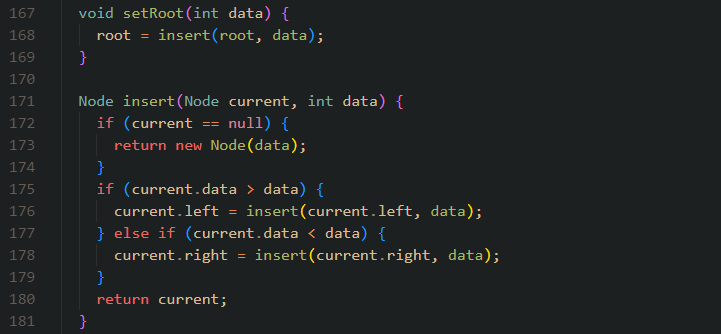 167 void setRoot(int data) {
168 root = insert(root, data);
169 }
170
171 Node insert(Node current, int data) {
172 if (current == null) {
173 return new Node(data);
174 }
175 if (current.data > data) {
176 current.left = insert(current.left, data);
177 } else if (current.data < data) {
178 current.right = insert(current.right, data);
179 }
180 return current;
181 }